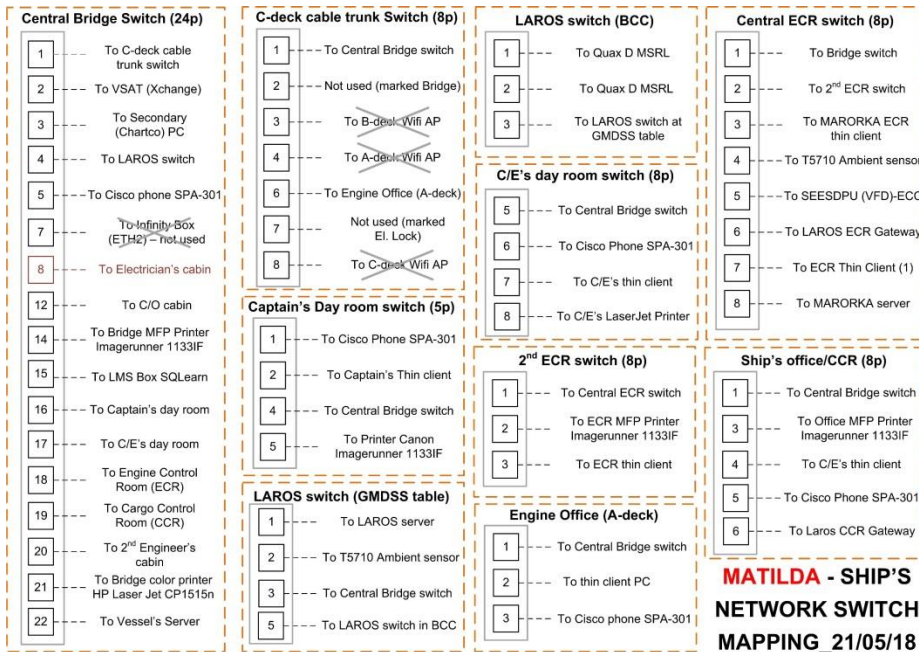 Central Bridge Switch (24p)
1
To C-deck cable
trunk switch
2
To VSAT (Xchange)
3
To Secondary
(Chartco) PC
4
To LAROS switch
5
To Cisco phone SPA-301
7
To Infinity Box
(ETH2) – not used
8
To Electrician's cabin
12
To C/O cabin
14
To Bridge MFP Printer
Imagerunner 1133IF
15
To LMS Box SQLearn
16
To Captain's day room
17
To C/E's day room
18
To Engine Control
Room (ECR)
19
To Cargo Control
Room (CCR)
20
To 2nd Engineer's
cabin
21
To Bridge color printer
HP Laser Jet CP1515n
22
To Vessel's Server
C-deck cable trunk Switch (8p)
1
To Central Bridge switch
2
Not used (marked Bridge)
3
To B-deck Wifi AP
4
To A-deck Wifi AP
6
To Engine Office (A-deck)
7
Not used (marked
El. Lock)
8
To C-deck Wifi AP
Captain's Day room switch (5p)
1
To Cisco Phone SPA-301
2
To Captain's Thin client
4
To Central Bridge switch
5
To Printer Canon
Imagerunner 1133IF
LAROS switch (GMDSS table)
1
To LAROS server
2
To T5710 Ambient sensor
3
To Central Bridge switch
5
To LAROS switch in BCC
LAROS switch (BCC)
1
To Quax D MSRL
2
To Quax D MSRL
3
To LAROS switch at
GMDSS table
C/E's day room switch (8p)
5
To Central Bridge switch
6
To Cisco Phone SPA-301
7
To C/E's thin client
8
To C/E's LaserJet Printer
2nd ECR switch (8p)
1
To Central ECR switch
2
To ECR MFP Printer
Imagerunner 1133IF
3
To ECR thin client
Engine Office (A-deck)
1
To Central Bridge switch
2
To thin client PC
3
To Cisco phone SPA-301
Central ECR switch (8p)
1
To Bridge switch
2
To 2nd ECR switch
3
To MARORKA ECR
thin client
4
To T5710 Ambient sensor
5
To SEESDPU (VFD)-ECC
6
To LAROS ECR Gateway
7
To ECR Thin Client (1)
8
To MARORKA server
Ship's office/CCR (8p)
1
To Central Bridge switch
3
To Office MFP Printer
Imagerunner 1133IF
4
To C/E's thin client
5
To Cisco Phone SPA-301
6
To Laros CCR Gateway
MATILDA - SHIP'S
NETWORK SWITCH
MAPPING_21/05/18